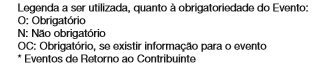 Legenda a ser utilizada, quanto à obrigatoriedade do Evento:
O: Obrigatório
N: Não obrigatório
OC: Obrigatório, se existir informação para o evento
* Eventos de Retorno ao Contribuinte